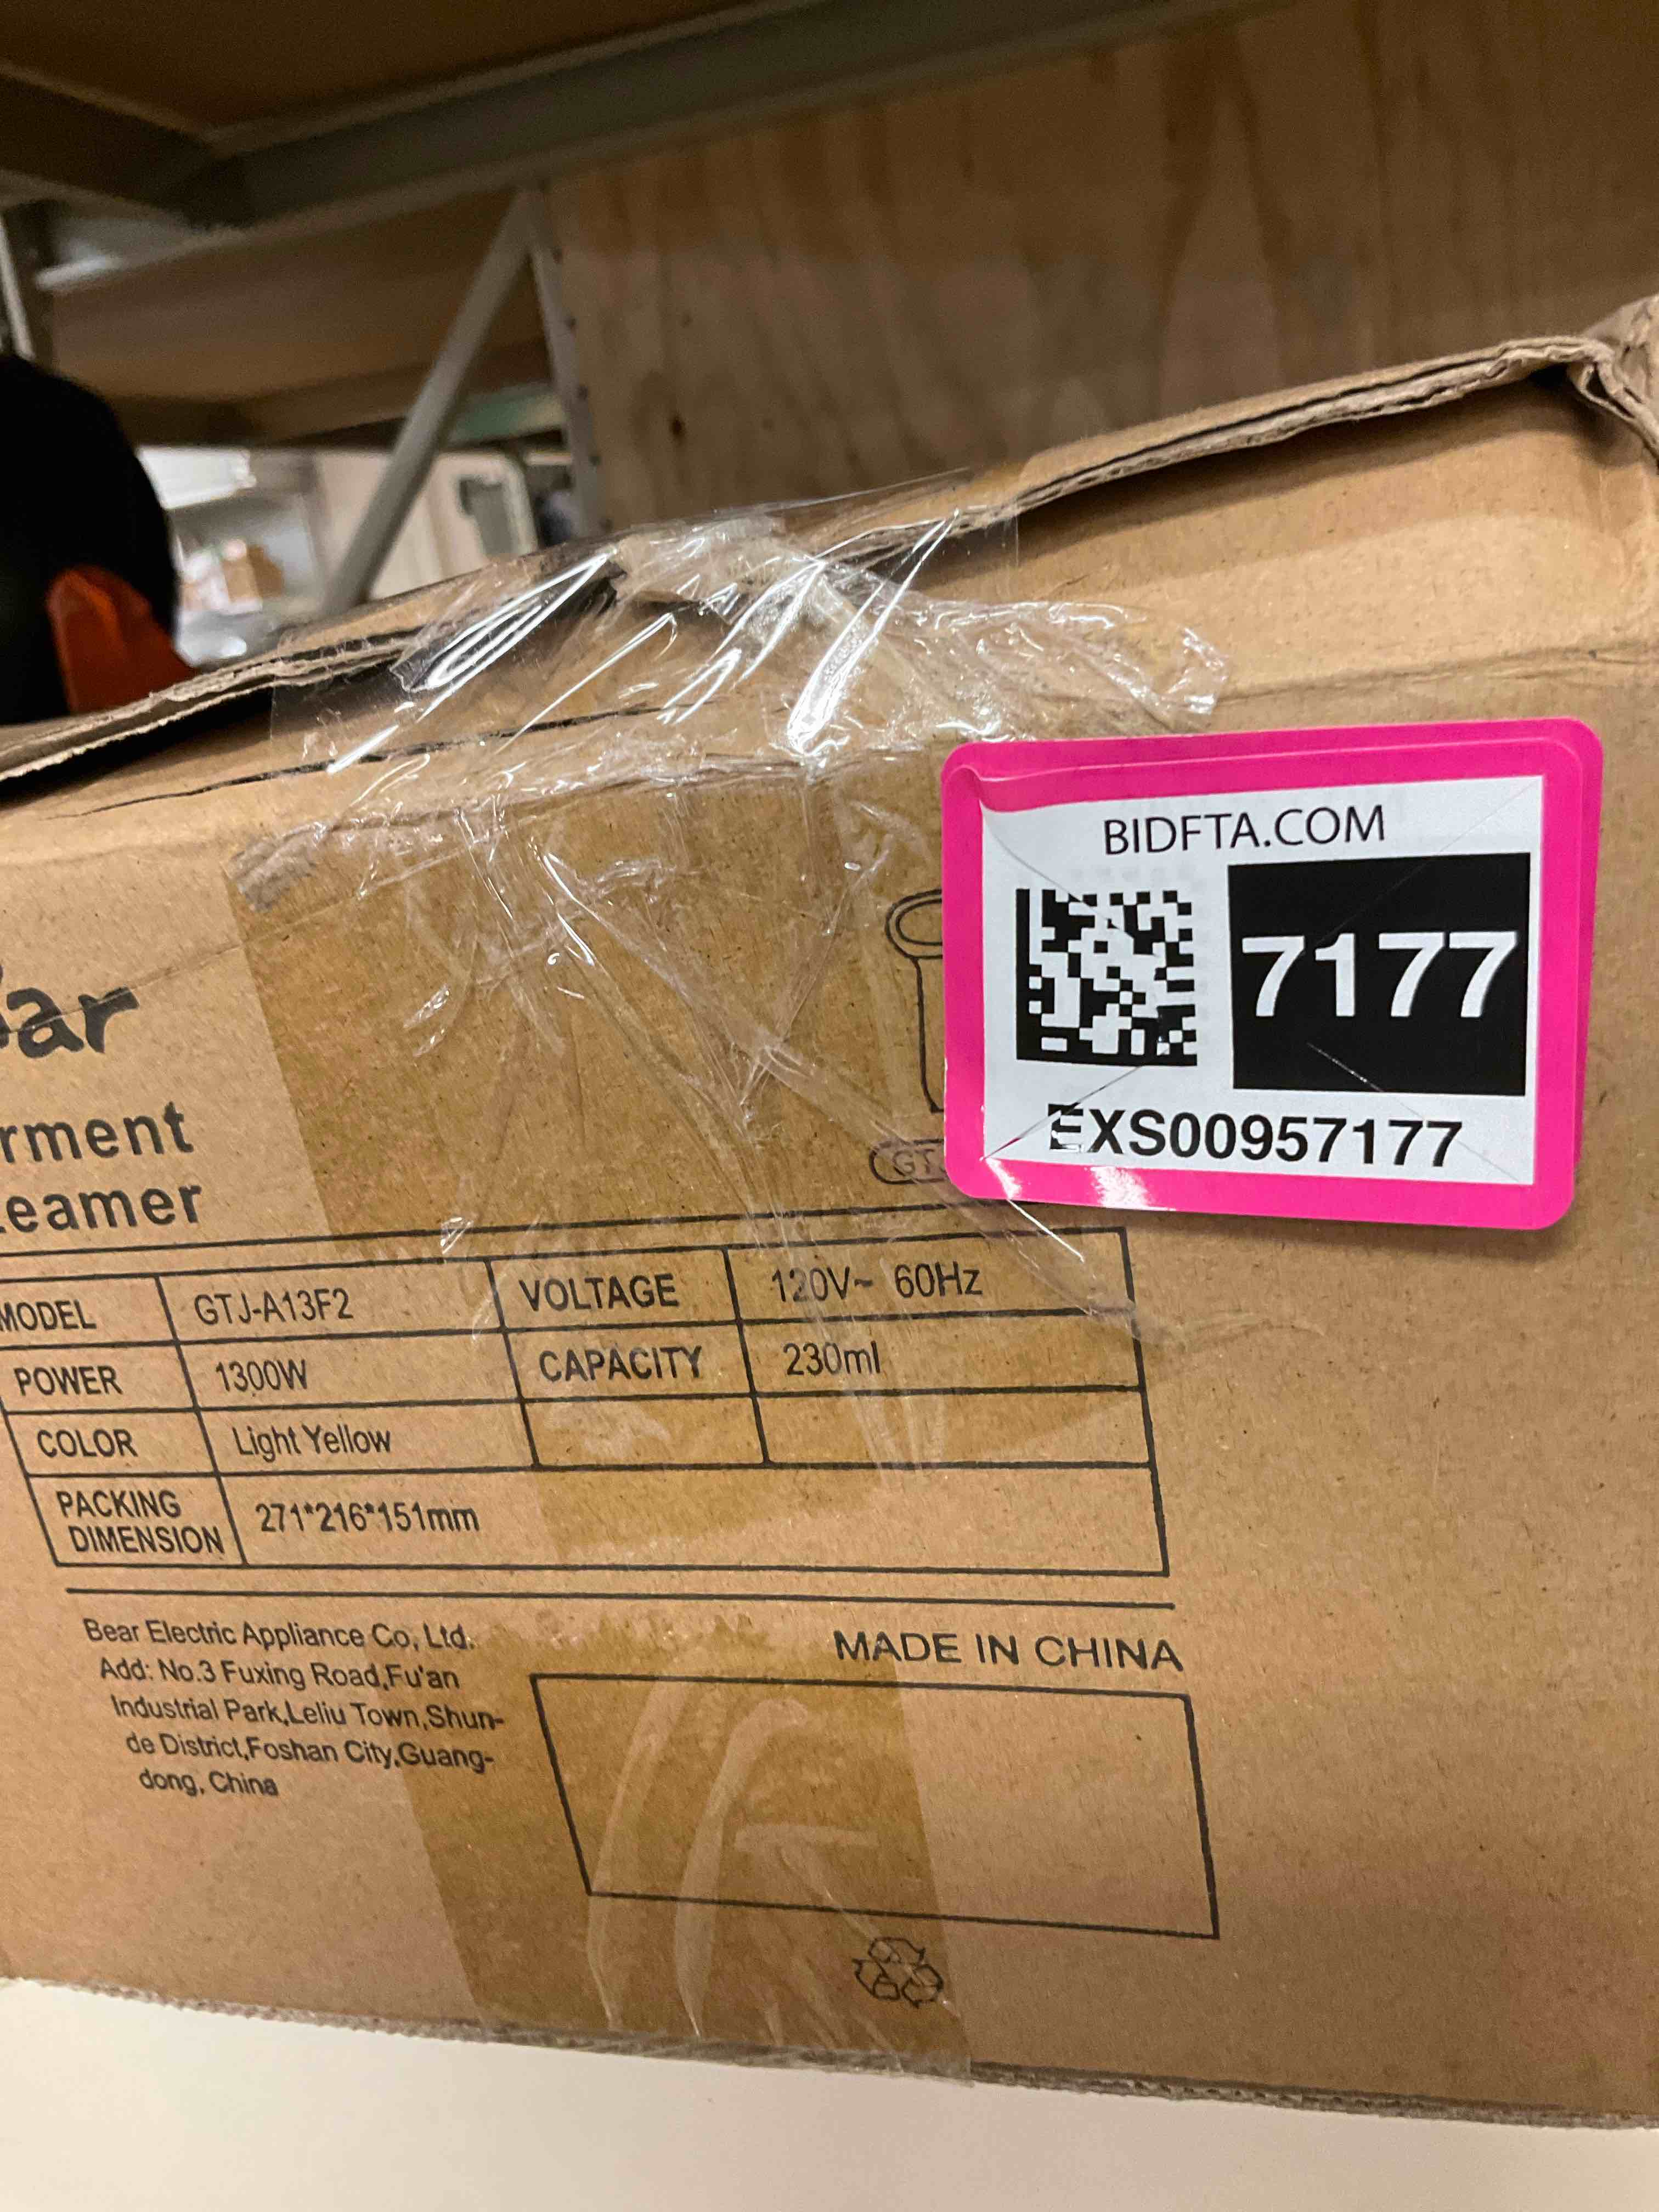 BIDFTA.COM
7177
EXS00957177
ar
rment
eamer
GTJ
MODEL GTJ-A13F2 VOLTAGE 120V~ 60Hz
POWER 1300W CAPACITY 230ml
COLOR Light Yellow
PACKING
DIMENSION 271*216*151mm
Bear Electric Appliance Co, Ltd.
Add: No.3 Fuxing Road,Fu'an
Industrial Park,Leliu Town,Shun-
de District,Foshan City,Guang-
dong, China
MADE IN CHINA